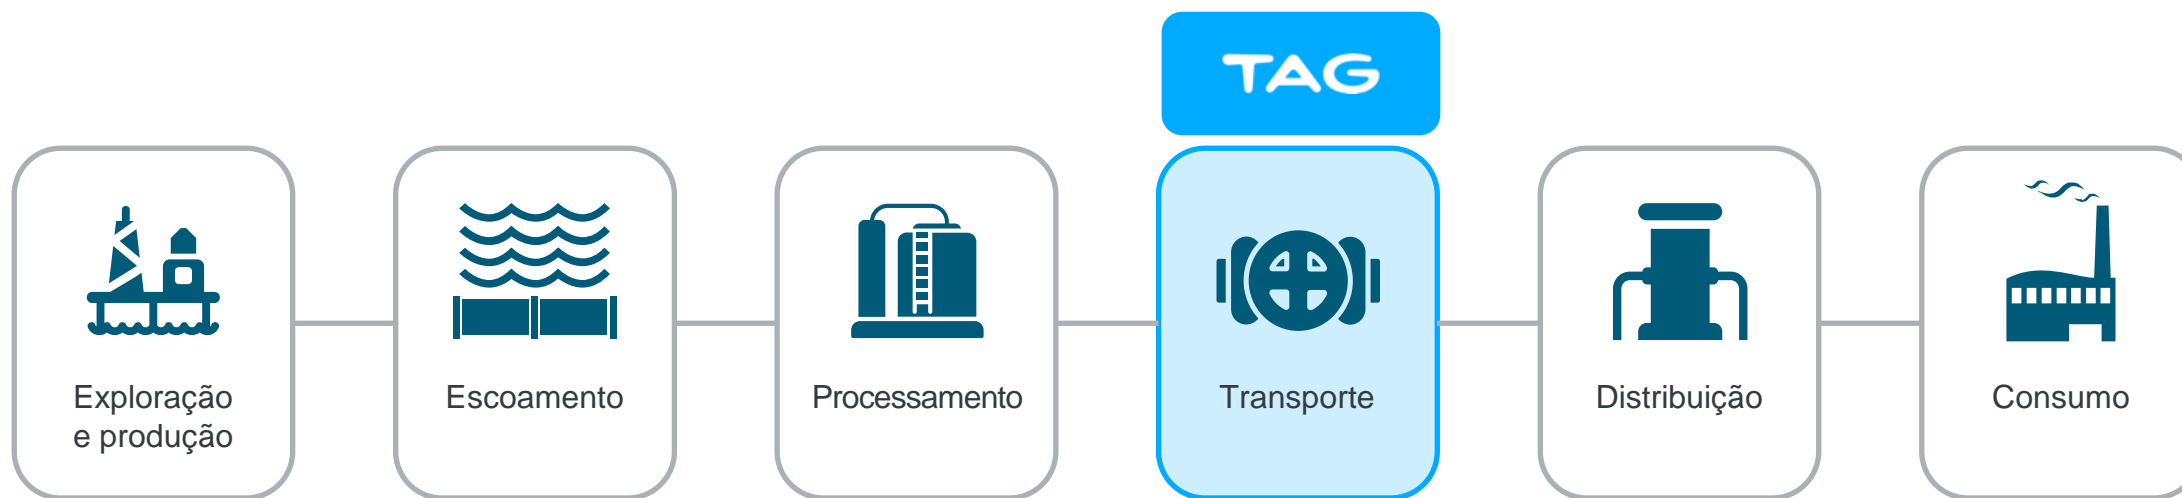 TAG
Exploração
e produção
Escoamento
Processamento
Transporte
Distribuição
Consumo